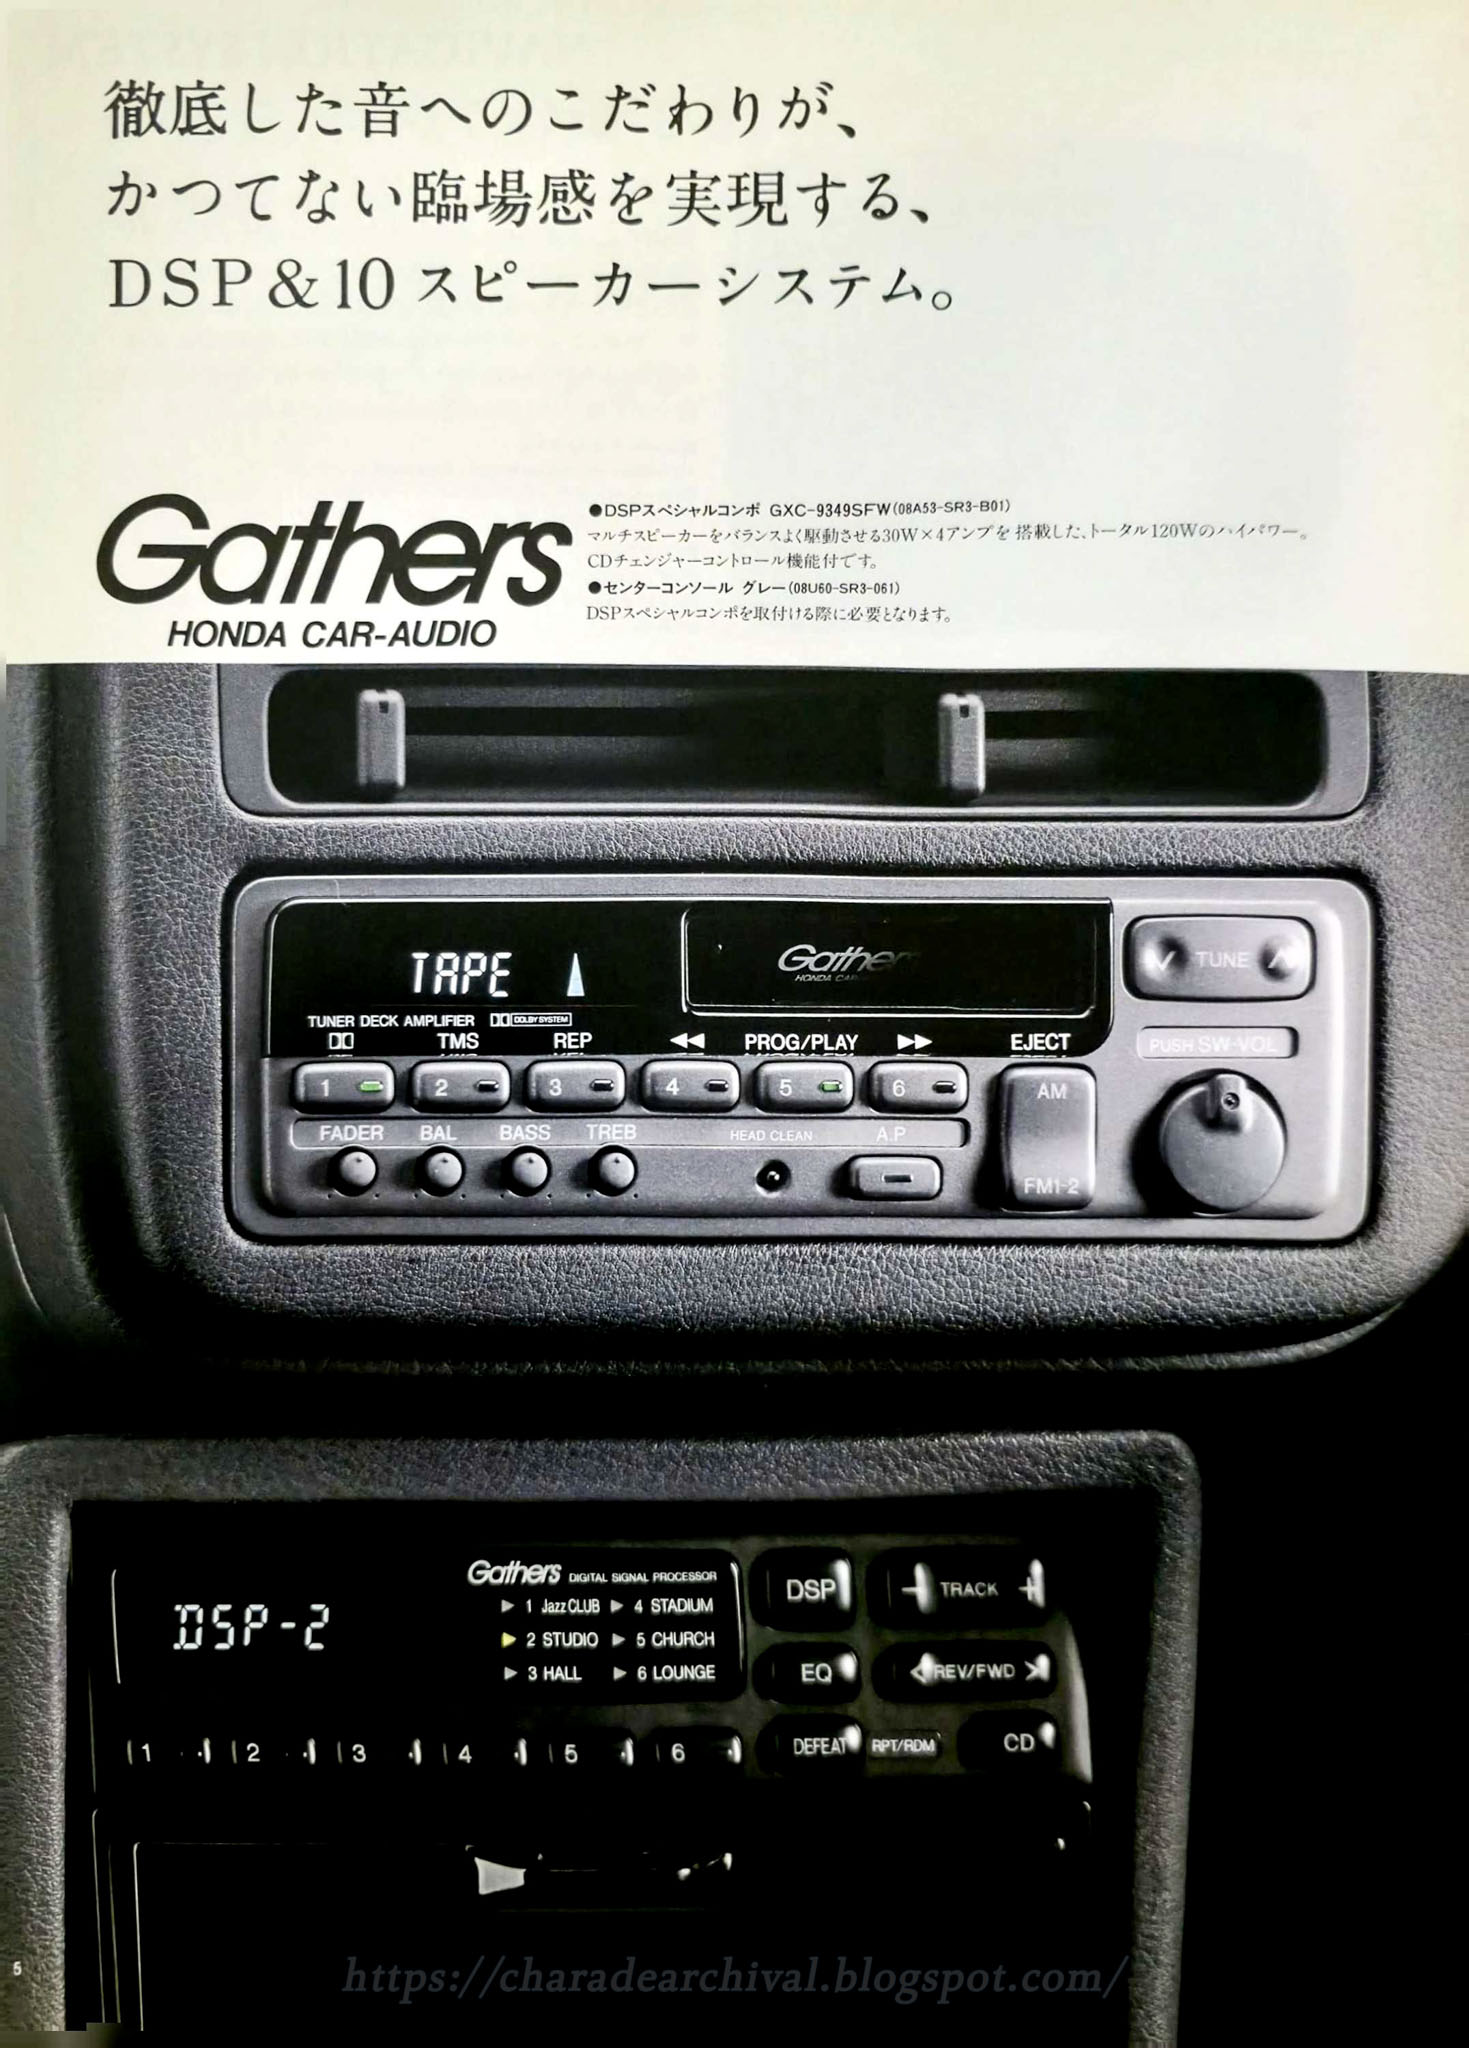 徹底した音へのこだわりが、
かつてない臨場感を実現する、
DSP&10スピーカーシステム。
Gathers
HONDA CAR-AUDIO
●DSPスペシャルコンポ GXC-9349SFW(08A53-SR3-B01)
マルチスピーカーをバランスよく駆動させる30W×4アンプを搭載した、トータル120Wのハイパワー。
CDチェンジャーコントロール機能付です。
●センターコンソール グレー(08U60-SR3-061)
DSPスペシャルコンポを取付ける際に必要となります。
TAPE
Gathers
HONDA CAR
TUNE
TUNER DECK AMPLIFIER DOLBY SYSTEM
TMS REP PROG/PLAY EJECT
PUSH SW-VOL
1 2 3 4 5 6
AM
FADER BAL BASS TREB HEAD CLEAN A.P
FM1-2
Gathers DIGITAL SIGNAL PROCESSOR
DSP-2
1 Jazz CLUB 4 STADIUM
2 STUDIO 5 CHURCH
3 HALL 6 LOUNGE
DSP - TRACK +
EQ < REV/FWD >
1 2 3 4 5 6
DEFEAT RPT/RDM CD
5
https://charadearchival.blogspot.com/